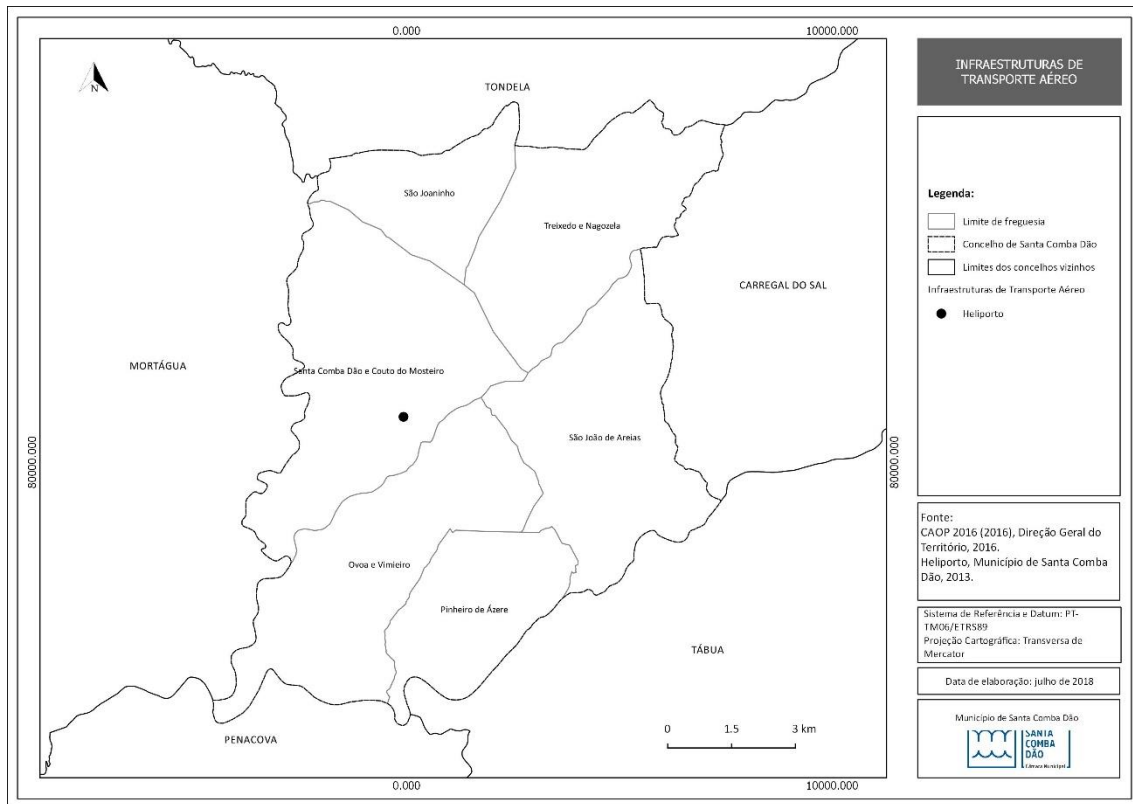 0.000
10000.000
N
TONDELA
São Joaninho
Treixedo e Nagozela
CARREGAL DO SAL
MORTÁGUA
Santa Comba Dão e Couto do Mosteiro
São João de Areias
80000.000
80000.000
Ovoa e Vimieiro
Pinheiro de Ázere
TÁBUA
PENACOVA
0
1.5
3 km
0.000
10000.000
INFRAESTRUTURAS DE
TRANSPORTE AÉREO
Legenda:
Limite de freguesia
Concelho de Santa Comba Dão
Limites dos concelhos vizinhos
Infraestruturas de Transporte Aéreo
Heliporto
Fonte:
CAOP 2016 (2016), Direção Geral do
Território, 2016.
Heliporto, Município de Santa Comba
Dão, 2013.
Sistema de Referência e Datum: PT-
TM06/ETRS89
Projeção Cartográfica: Transversa de
Mercator
Data de elaboração: julho de 2018
Município de Santa Comba Dão
SANTA
COMBA
DÃO
Câmara Municipal